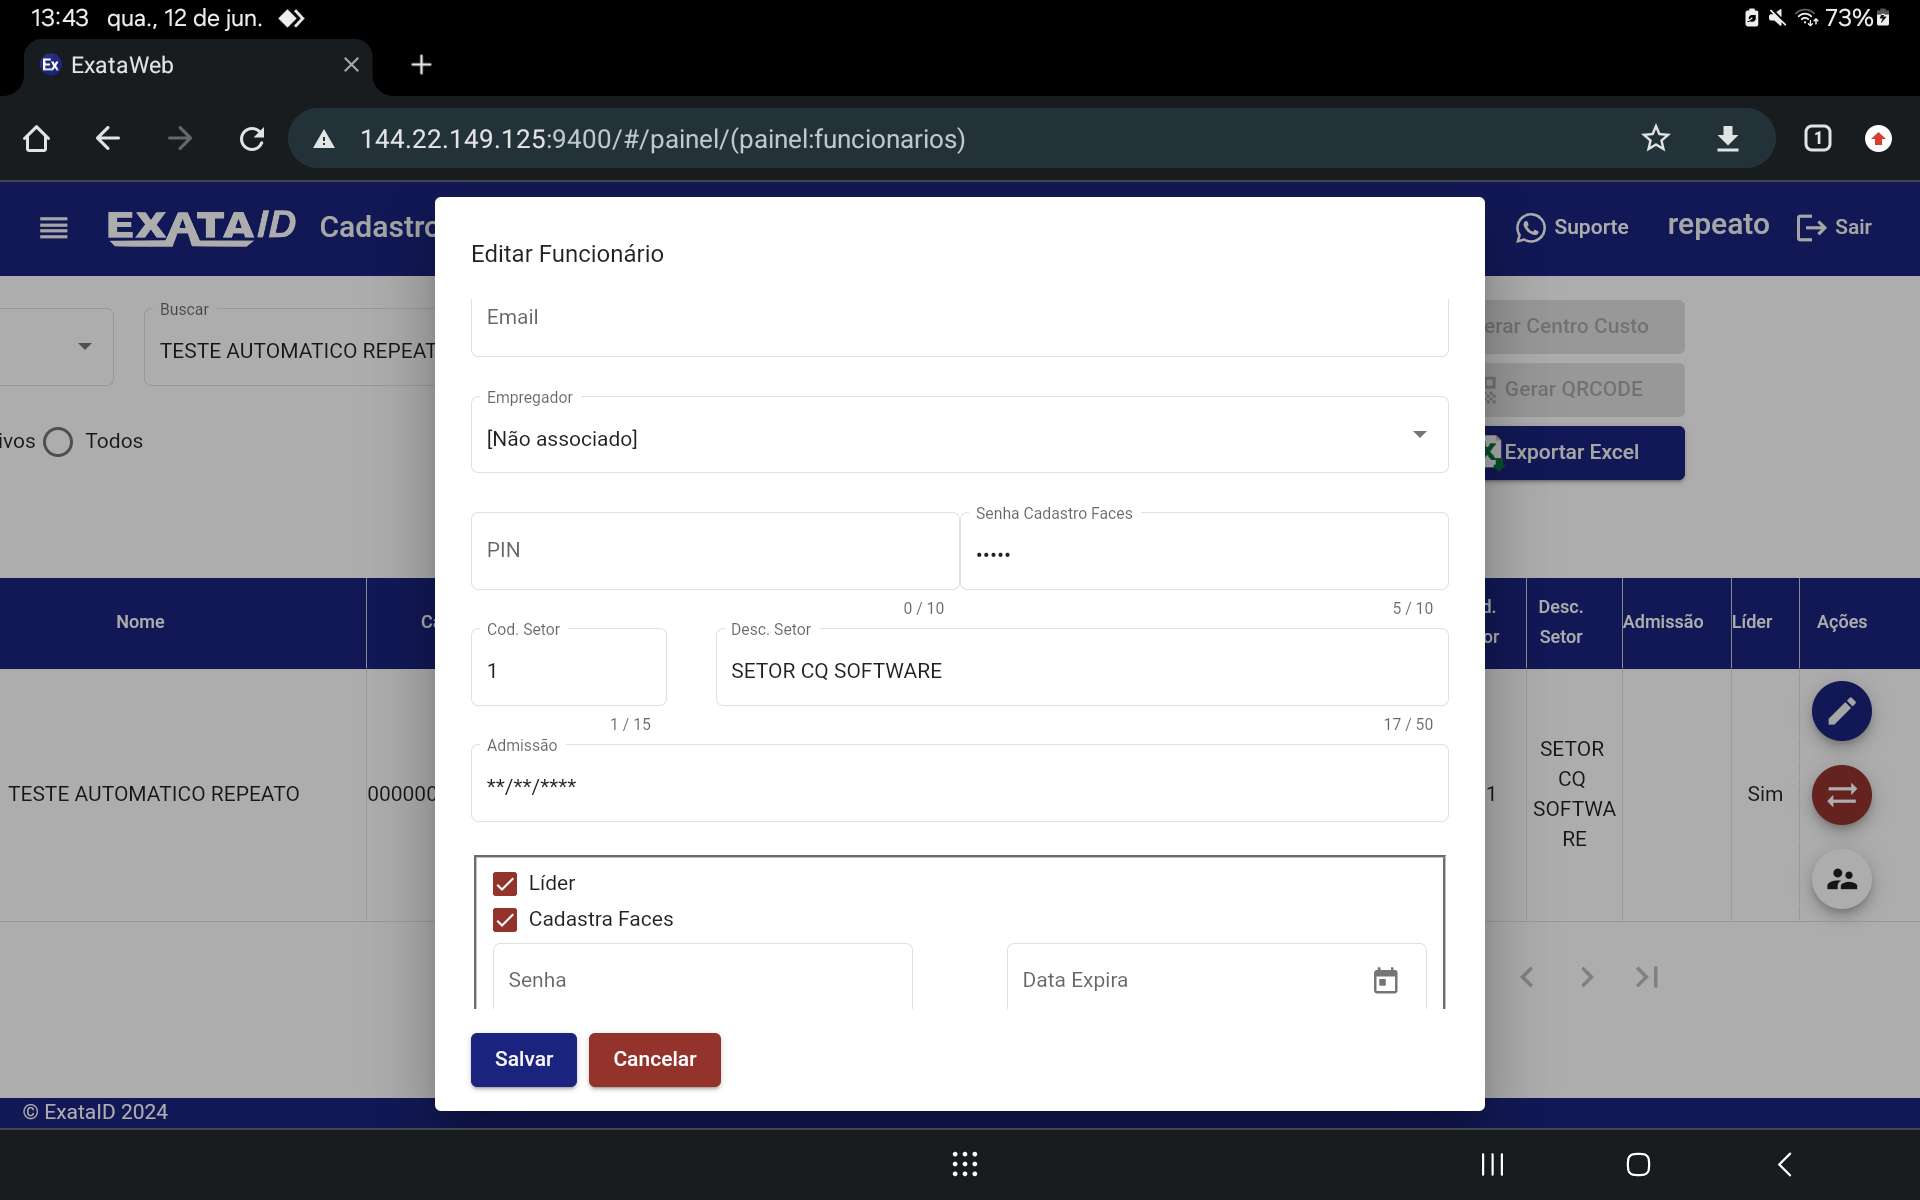 13:43 qua., 12 de jun. 73%
Ex ExataWeb
144.22.149.125:9400/#/painel/(painel:funcionarios) 1
EXATAID Cadastro Suporte repeato Sair
Editar Funcionário
Buscar
TESTE AUTOMATICO REPEAT
ivos Todos
erar Centro Custo
Gerar QRCODE
Exportar Excel
Email
Empregador
[Não associado]
PIN
0 / 10
Senha Cadastro Faces
•••••
5 / 10
Cod. Setor
1
1 / 15
Desc. Setor
SETOR CQ SOFTWARE
17 / 50
Admissão
**/**/****
Líder
Cadastra Faces
Senha
Data Expira
Salvar Cancelar
Nome Ca d. or Desc. Setor Admissão Líder Ações
TESTE AUTOMATICO REPEATO 000000 1 SETOR CQ SOFTWA RE Sim
© ExataID 2024